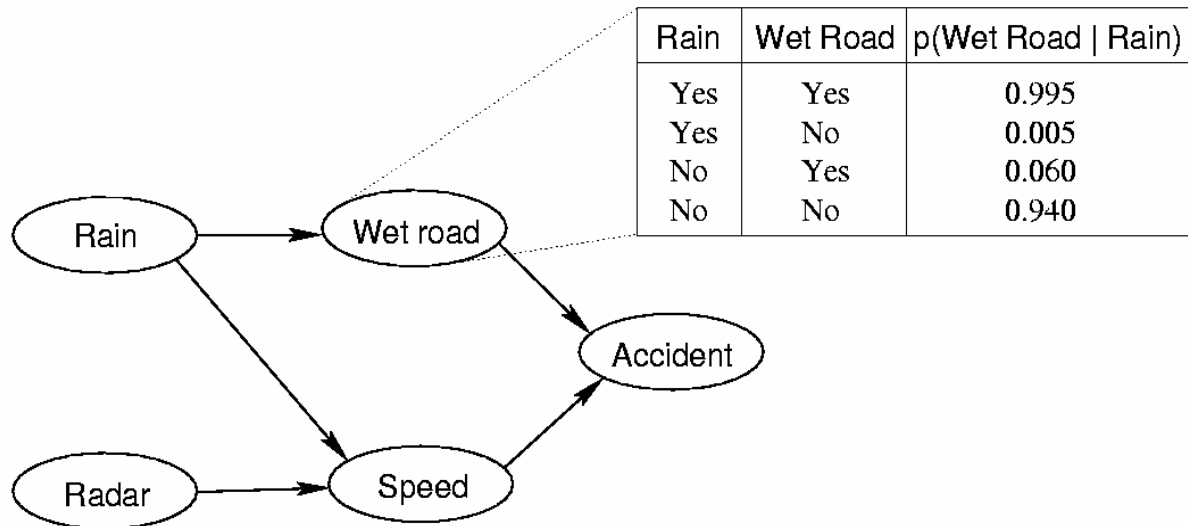 Rain Wet Road p(Wet Road | Rain)
Yes Yes 0.995
Yes No 0.005
No Yes 0.060
No No 0.940
Rain
Wet road
Accident
Radar
Speed